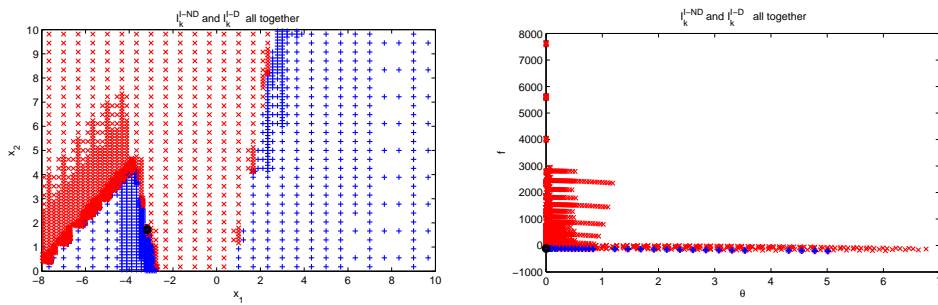 I_k^{I-ND} and I_k^{I-D} all together
10
9
8
7
6
5
4
3
2
1
0
x_2
-8 -6 -4 -2 0 2 4 6 8 10
x_1
I_k^{I-ND} and I_k^{I-D} all together
8000
7000
6000
5000
4000
3000
2000
1000
0
-1000
f
0 1 2 3 4 5 6 7
θ